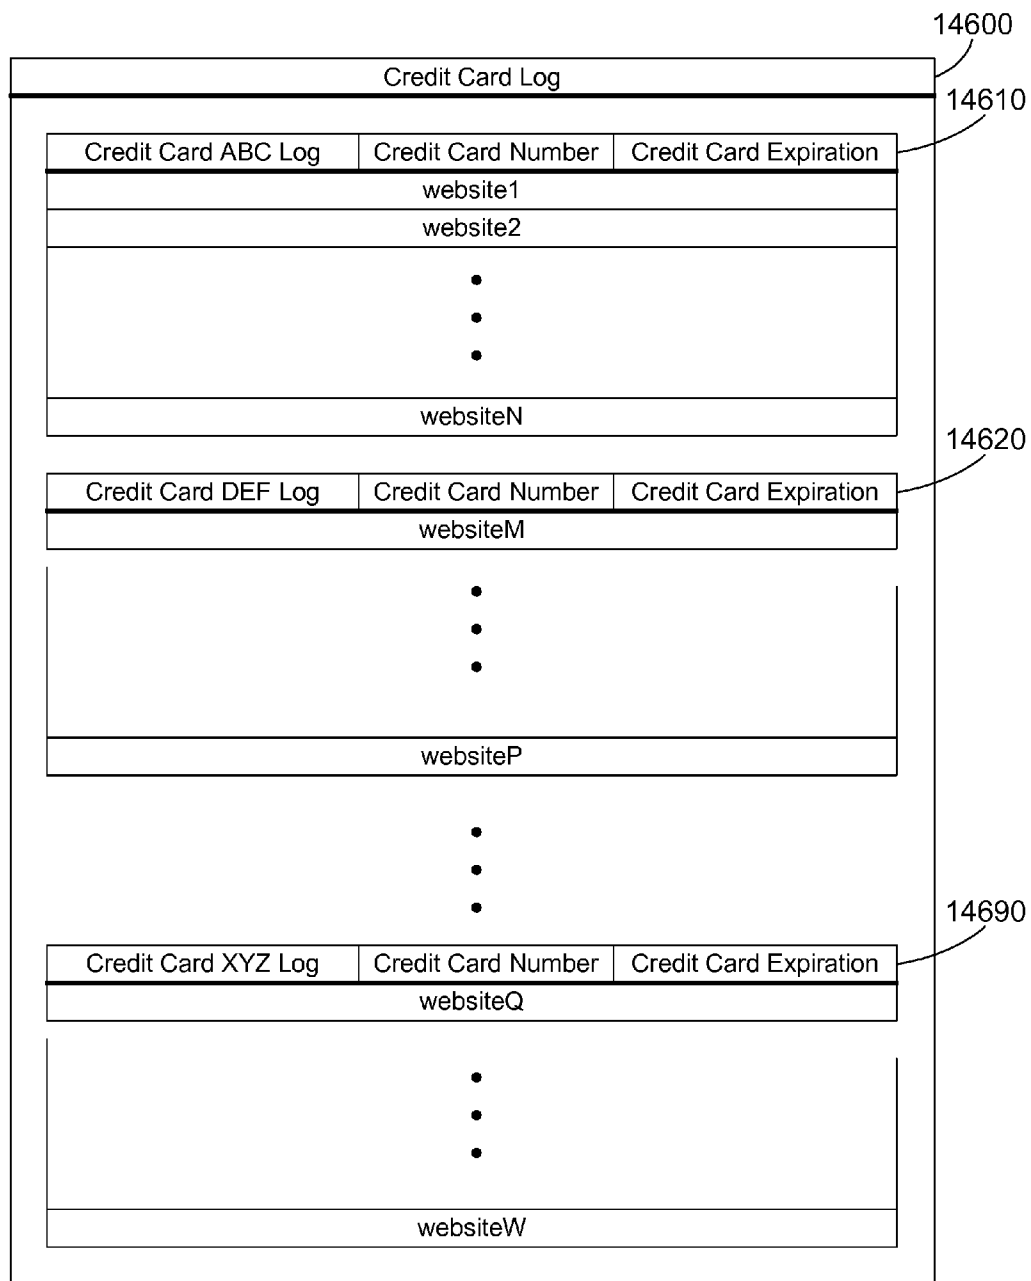 14600
Credit Card Log
14610
Credit Card ABC Log Credit Card Number Credit Card Expiration
website1
website2
websiteN
14620
Credit Card DEF Log Credit Card Number Credit Card Expiration
websiteM
websiteP
14690
Credit Card XYZ Log Credit Card Number Credit Card Expiration
websiteQ
websiteW